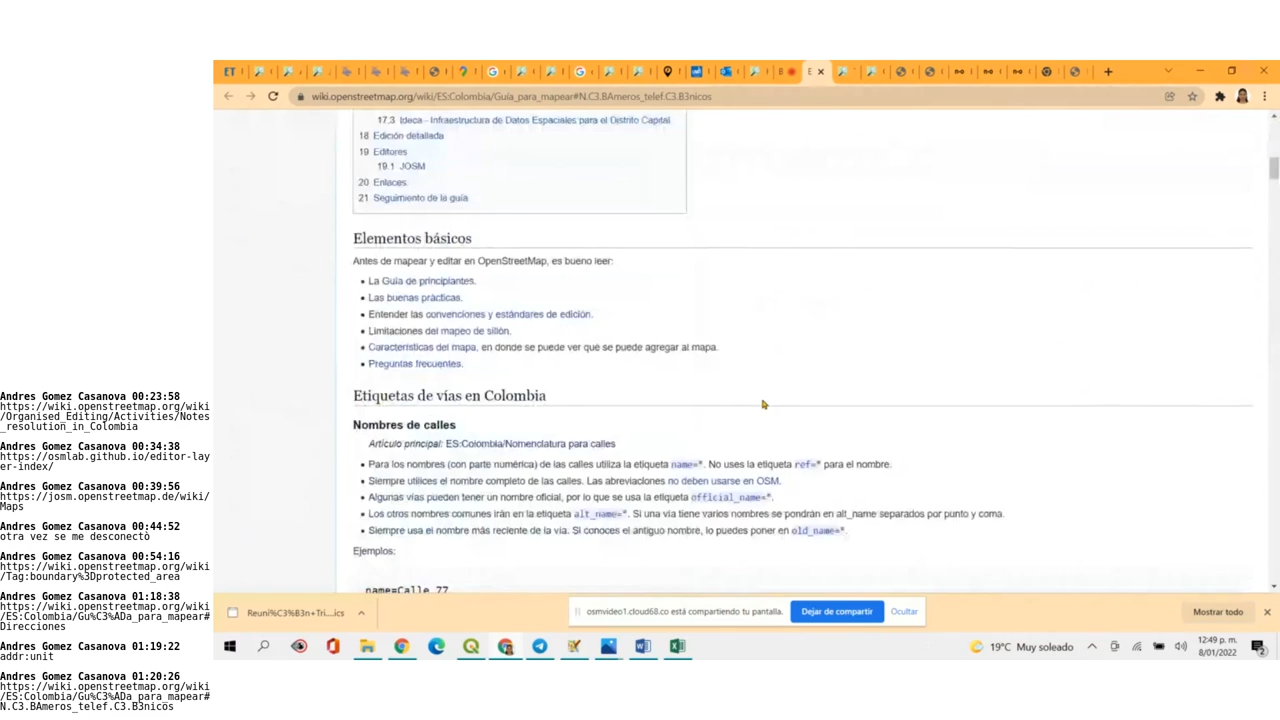 Andres Gomez Casanova 00:23:58
https://wiki.openstreetmap.org/wiki
/Organised_Editing/Activities/Notes
_resolution_in_Colombia
Andres Gomez Casanova 00:34:38
https://osmlab.github.io/editor-lay
er-index/
Andres Gomez Casanova 00:39:56
https://josm.openstreetmap.de/wiki/
Maps
Andres Gomez Casanova 00:44:52
otra vez se me desconectò
Andres Gomez Casanova 00:54:16
https://wiki.openstreetmap.org/wiki
/Tag:boundary%3Dprotected_area
Andres Gomez Casanova 01:18:38
https://wiki.openstreetmap.org/wiki
/ES:Colombia/Gu%C3%ADa_para_mapear#
Direcciones
Andres Gomez Casanova 01:19:22
addr:unit
Andres Gomez Casanova 01:20:26
https://wiki.openstreetmap.org/wiki
/ES:Colombia/Gu%C3%ADa_para_mapear#
N.C3.BAmeros_telef.C3.B3nicos
ET
wiki.openstreetmap.org/wiki/ES:Colombia/Guía_para_mapear#N.C3.BAmeros_telef.C3.B3nicos
17.3 Ideca - Infraestructura de Datos Espaciales para el Distrito Capital
18 Edición detallada
19 Editores
19.1 JOSM
20 Enlaces
21 Seguimiento de la guía
Elementos básicos
Antes de mapear y editar en OpenStreetMap, es bueno leer:
• La Guía de principiantes.
• Las buenas prácticas.
• Entender las convenciones y estándares de edición.
• Limitaciones del mapeo de sillón.
• Características del mapa, en donde se puede ver qué se puede agregar al mapa.
• Preguntas frecuentes.
Etiquetas de vías en Colombia
Nombres de calles
Artículo principal: ES:Colombia/Nomenclatura para calles
• Para los nombres (con parte numérica) de las calles utiliza la etiqueta name=*. No uses la etiqueta ref=* para el nombre.
• Siempre utilices el nombre completo de las calles. Las abreviaciones no deben usarse en OSM.
• Algunas vías pueden tener un nombre oficial, por lo que se usa la etiqueta official_name=*.
• Los otros nombres comunes irán en la etiqueta alt_name=*. Si una vía tiene varios nombres se pondrán en alt_name separados por punto y coma.
• Siempre usa el nombre más reciente de la vía. Si conoces el antiguo nombre, lo puedes poner en old_name=*.
Ejemplos:
name=Calle 77
Reuni%C3%B3n+Tri....ics
osmvideo1.cloud68.co está compartiendo tu pantalla.
Dejar de compartir
Ocultar
Mostrar todo
19°C Muy soleado
12:49 p. m.
8/01/2022
2